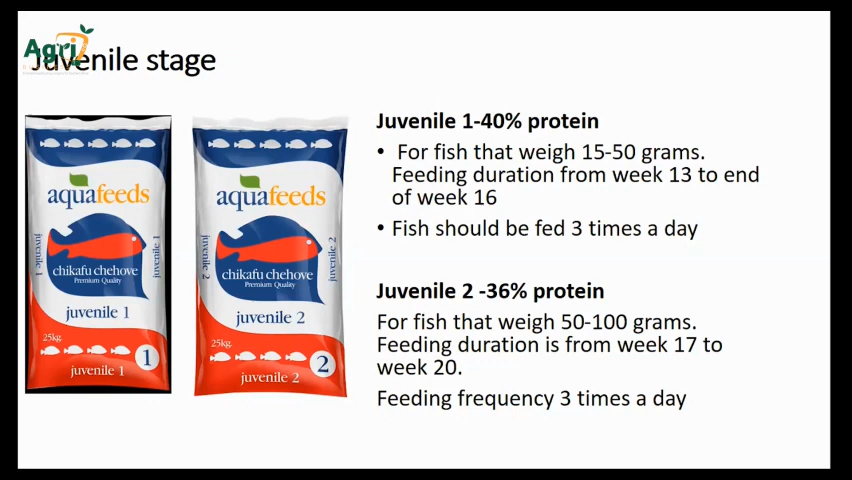 Agri
Juvenile stage
aquafeeds
juvenile 1
juvenile 1
chikafu chehove
Premium Quality
juvenile 1
25kg.
1
juvenile 1
aquafeeds
juvenile 2
juvenile 2
chikafu chehove
Premium Quality
juvenile 2
25kg.
2
juvenile 2
Juvenile 1-40% protein
• For fish that weigh 15-50 grams.
Feeding duration from week 13 to end
of week 16
• Fish should be fed 3 times a day
Juvenile 2 -36% protein
For fish that weigh 50-100 grams.
Feeding duration is from week 17 to
week 20.
Feeding frequency 3 times a day